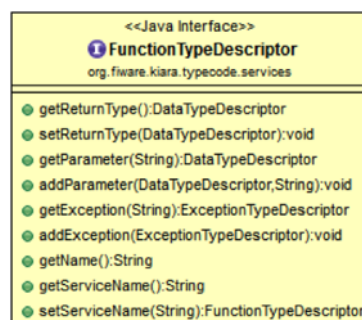 <<Java Interface>>
FunctionTypeDescriptor
org.fiware.kiara.typecode.services
getReturnType():DataTypeDescriptor
setReturnType(DataTypeDescriptor):void
getParameter(String):DataTypeDescriptor
addParameter(DataTypeDescriptor,String):void
getException(String):ExceptionTypeDescriptor
addException(ExceptionTypeDescriptor):void
getName():String
getServiceName():String
setServiceName(String):FunctionTypeDescriptor